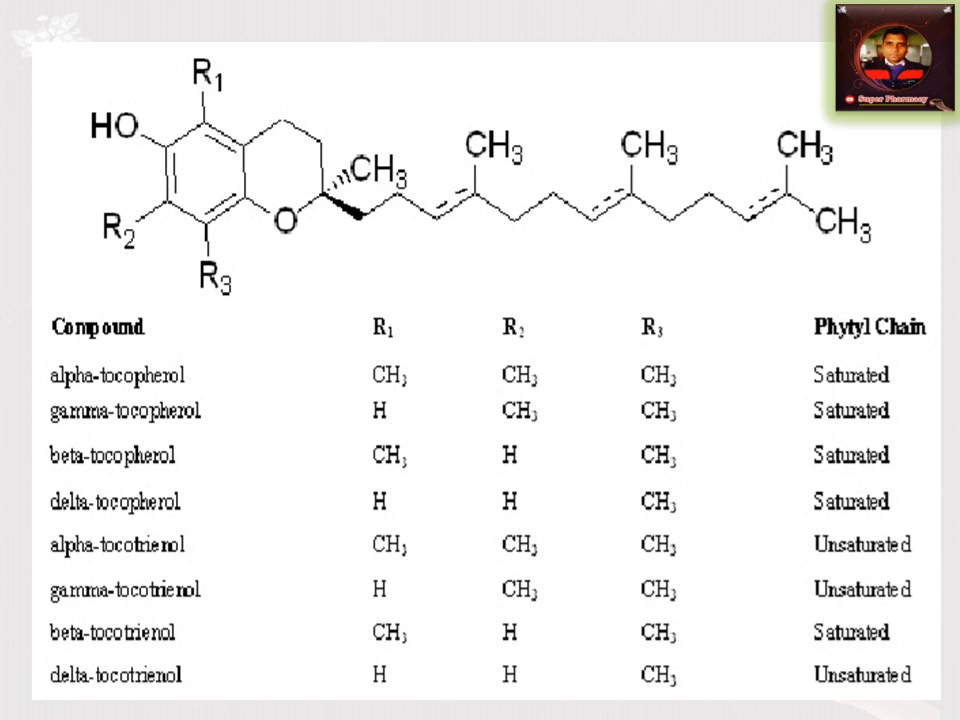 Super Pharmacy
R1
HO
CH3
CH3
CH3
CH3
R2
O
CH3
R3
Compound R1 R2 R3 Phytyl Chain
alpha-tocopherol CH3 CH3 CH3 Saturated
gamma-tocopherol H CH3 CH3 Saturated
beta-tocopherol CH3 H CH3 Saturated
delta-tocopherol H H CH3 Saturated
alpha-tocotrienol CH3 CH3 CH3 Unsaturated
gamma-tocotrienol H CH3 CH3 Unsaturated
beta-tocotrienol CH3 H CH3 Saturated
delta-tocotrienol H H CH3 Unsaturated